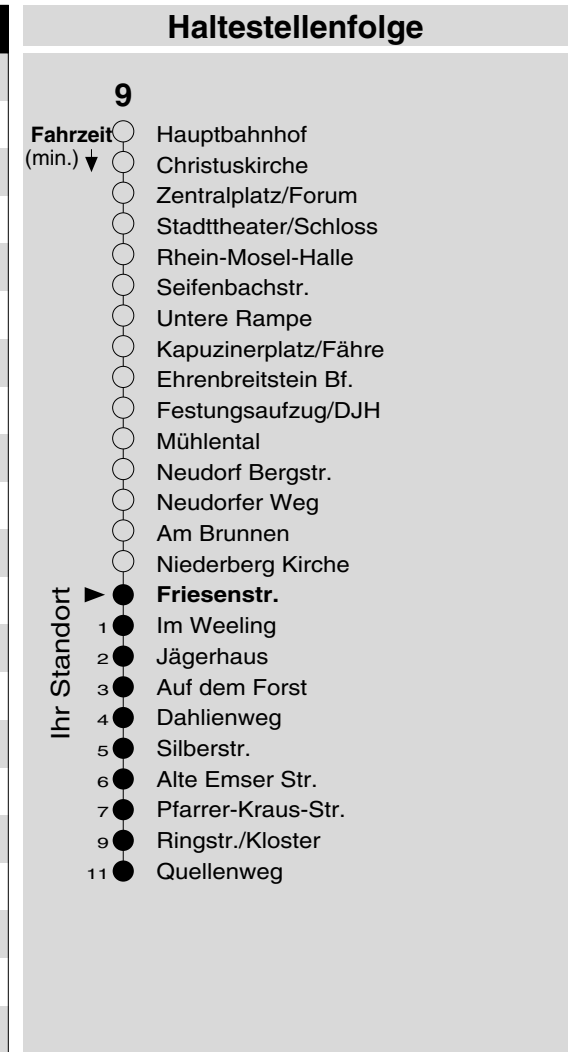 Haltestellenfolge
9
Fahrzeit Hauptbahnhof
(min.) Christuskirche
Zentralplatz/Forum
Stadttheater/Schloss
Rhein-Mosel-Halle
Seifenbachstr.
Untere Rampe
Kapuzinerplatz/Fähre
Ehrenbreitstein Bf.
Festungsaufzug/DJH
Mühlental
Neudorf Bergstr.
Neudorfer Weg
Am Brunnen
Niederberg Kirche
Ihr Standort
Friesenstr.
1 Im Weeling
2 Jägerhaus
3 Auf dem Forst
4 Dahlienweg
5 Silberstr.
6 Alte Emser Str.
7 Pfarrer-Kraus-Str.
9 Ringstr./Kloster
11 Quellenweg